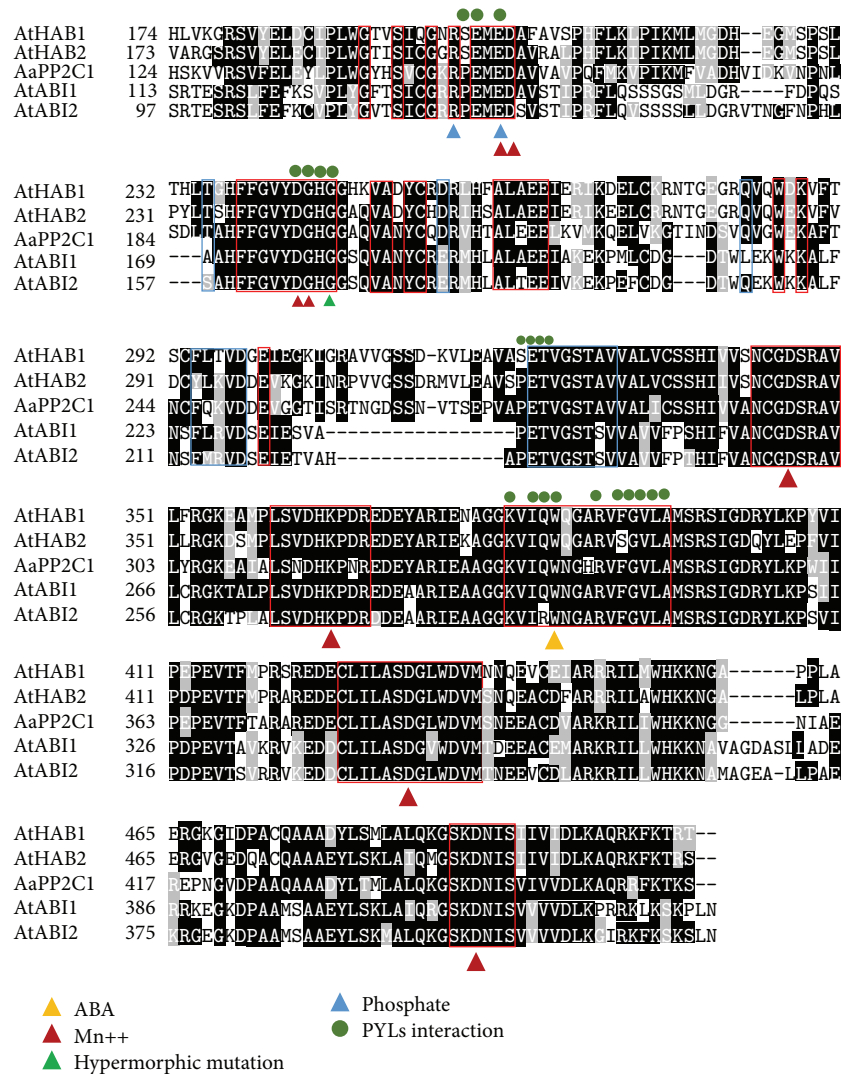 AtHAB1 174 HLVKGRSVYELDCIPLWGTVSIQGNRSEMEDAFAVSPHFLKLPIKMLMGDH--EGMSPSL
AtHAB2 173 VARGSRSVYELDCIPLWGTISICGNRSEMEDAVRALPHFLKIPIKMLMGDH--EGMSPSL
AaPP2C1 124 HSKVVRSVFELEYLPLWGYHSVCGKRPEMEDAVVAVPQFMKVPIKMFVADHVIDKVNPNL
AtABI1 113 SRTESRSLFEFKSVPLYGFTSICGRRPEMEDAVSTIPRFLQSSSGSMLDGR----FDPQS
AtABI2 97 SRTESRSLFEFKCVPLYGVTSICGRRPEMEDSVSTIPRFLQVSSSSLLDGRVTNGFNPHL
AtHAB1 232 THLTGHFFGVYDGHGGHKVADYCRDRLHFALAEEIERIKDELCKRNTGEGRQVQWDKVFT
AtHAB2 231 PYLTSHFFGVYDGHGGAQVADYCHDRIHSALAEEIERIKEELCRRNTGEGRQVQWEKVFV
AaPP2C1 184 SDLTAHFFGVYDGHGGAQVANYCQDRVHTALEEELKVMKQELVKGTINDSVQVGWEKAFT
AtABI1 169 ---AAHFFGVYDGHGGSQVANYCRERMHLALAEEIAKEKPMLCDG----DTWLEKWKKALF
AtABI2 157 ---SAHFFGVYDGHGGSQVANYCRERMHLALTEEIVKEKPEFCDG----DTWQEKWKKALF
AtHAB1 292 SCFLTVDGEIEGKIGRAVVGSSD-KVLEAVASETVGSTAVVALVCSSHIVVSNCGDSRAV
AtHAB2 291 DCYLKVDDEVKGKINRPVVGSSDRMVLEAVSPETVGSTAVVALVCSSHIIVSNCGDSRAV
AaPP2C1 244 NCFQKVDDEVGGTISRTNGDSSN-VTSEPVAPETVGSTAVVALICSSHIVVANCGDSRAV
AtABI1 223 NSFLRVDSEIESVA----------------PETVGSTSVVAVVFPSHIFVANCGDSRAV
AtABI2 211 NSFMRVDSEIETVAH--------------APETVGSTSVVAVVFPTHIFVANCGDSRAV
AtHAB1 351 LFRGKEAMPLSVDHKPDREDEYARIENAGGKVIQWQGARVFGVLAMSRSIGDRYLKPYVI
AtHAB2 351 LLRGKDSMPLSVDHKPDREDEYARIEKAGGKVIQWQGARVSGVLAMSRSIGDQYLEPFVI
AaPP2C1 303 LYRGKEAIALSNDHKPNREDEYARIEAAGGKVIQWNGHRVFGVLAMSRSIGDRYLKPWII
AtABI1 266 LCRGKTALPLSVDHKPDREDEAARIEAAGGKVIQWNGARVFGVLAMSRSIGDRYLKPSII
AtABI2 256 LCRGKTPLALSVDHKPDRDDEAARIEAAGGKVIRWNGARVFGVLAMSRSIGDRYLKPSVI
AtHAB1 411 PEPEVTFMPRSREDECLILASDGLWDVMNNQEVCEIARRRILMWHKKNGA------PPLA
AtHAB2 411 PDPEVTFMPRAREDECLILASDGLWDVMSNQEACDFARRRILAWHKKNGA------LPLA
AaPP2C1 363 PEPEVTFTARAREDECLILASDGLWDVMSNEEACDVARKRILIWHKKNGG------NIAE
AtABI1 326 PDPEVTAVKRVKEDDCLILASDGVWDVMTDEEACEMARKRILLWHKKNAVAGDASLLADE
AtABI2 316 PDPEVTSVRRVKEDDCLILASDGLWDVMTNEEVCDLARKRILLWHKKNAMAGEA-LLPAE
AtHAB1 465 ERGKGIDPACQAAADYLSMLALQKGSKDNISIIVIDLKAQRKFKTRT--
AtHAB2 465 ERGVGEDQACQAAAEYLSKLAIQMGSKDNISIIVIDLKAQRKFKTRS--
AaPP2C1 417 REPNGVDPAAQAAADYLTMLALQKGSKDNISVIVVDLKAQRRFKTKS--
AtABI1 386 RRKEGKDPAAMSAAEYLSKLAIQRGSKDNISVVVVDLKPRRKLKSKPLN
AtABI2 375 KRGEGKDPAAMSAAEYLSKMALQKGSKDNISVVVVDLKGIRKFKSKSLN
ABA
Mn++
Hypermorphic mutation
Phosphate
PYLs interaction